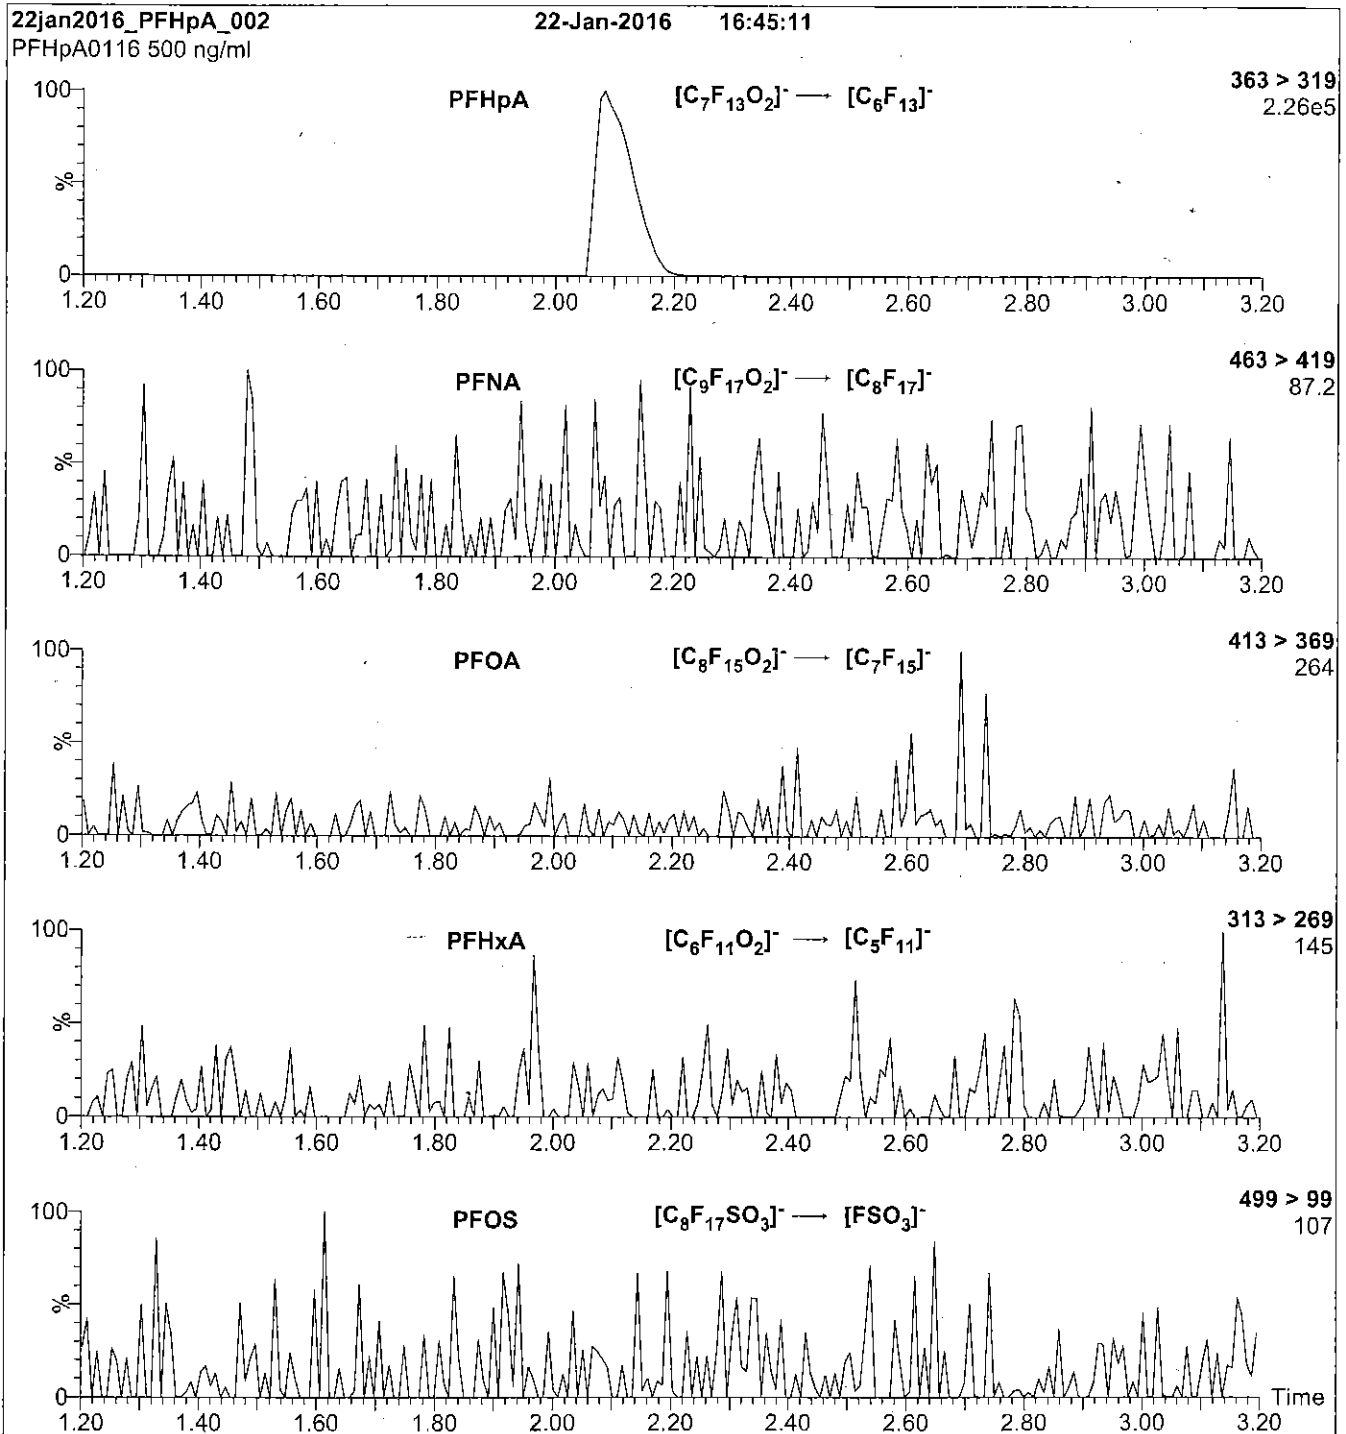 22jan2016_PFHpA_002 22-Jan-2016 16:45:11
PFHpA0116 500 ng/ml
PFHpA [C₇F₁₃O₂]⁻ → [C₆F₁₃]⁻ 363 > 319
2.26e5
100
%
0
1.20 1.40 1.60 1.80 2.00 2.20 2.40 2.60 2.80 3.00 3.20
PFNA [C₉F₁₇O₂]⁻ → [C₈F₁₇]⁻ 463 > 419
87.2
100
%
0
1.20 1.40 1.60 1.80 2.00 2.20 2.40 2.60 2.80 3.00 3.20
PFOA [C₈F₁₅O₂]⁻ → [C₇F₁₅]⁻ 413 > 369
264
100
%
0
1.20 1.40 1.60 1.80 2.00 2.20 2.40 2.60 2.80 3.00 3.20
PFHxA [C₆F₁₁O₂]⁻ → [C₅F₁₁]⁻ 313 > 269
145
100
%
0
1.20 1.40 1.60 1.80 2.00 2.20 2.40 2.60 2.80 3.00 3.20
PFOS [C₈F₁₇SO₃]⁻ → [FSO₃]⁻ 499 > 99
107
100
%
0
Time
1.20 1.40 1.60 1.80 2.00 2.20 2.40 2.60 2.80 3.00 3.20